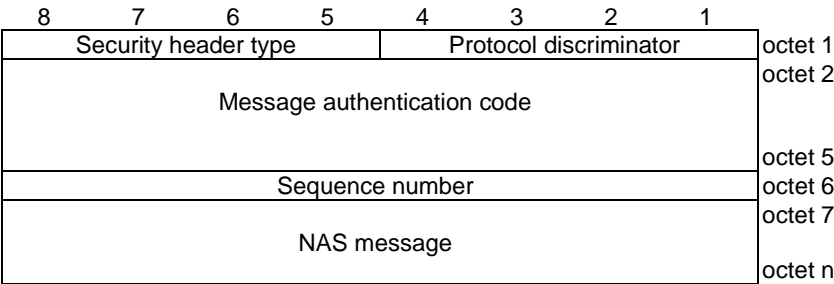 8 7 6 5 4 3 2 1
Security header type Protocol discriminator octet 1
octet 2
Message authentication code
octet 5
Sequence number octet 6
octet 7
NAS message
octet n